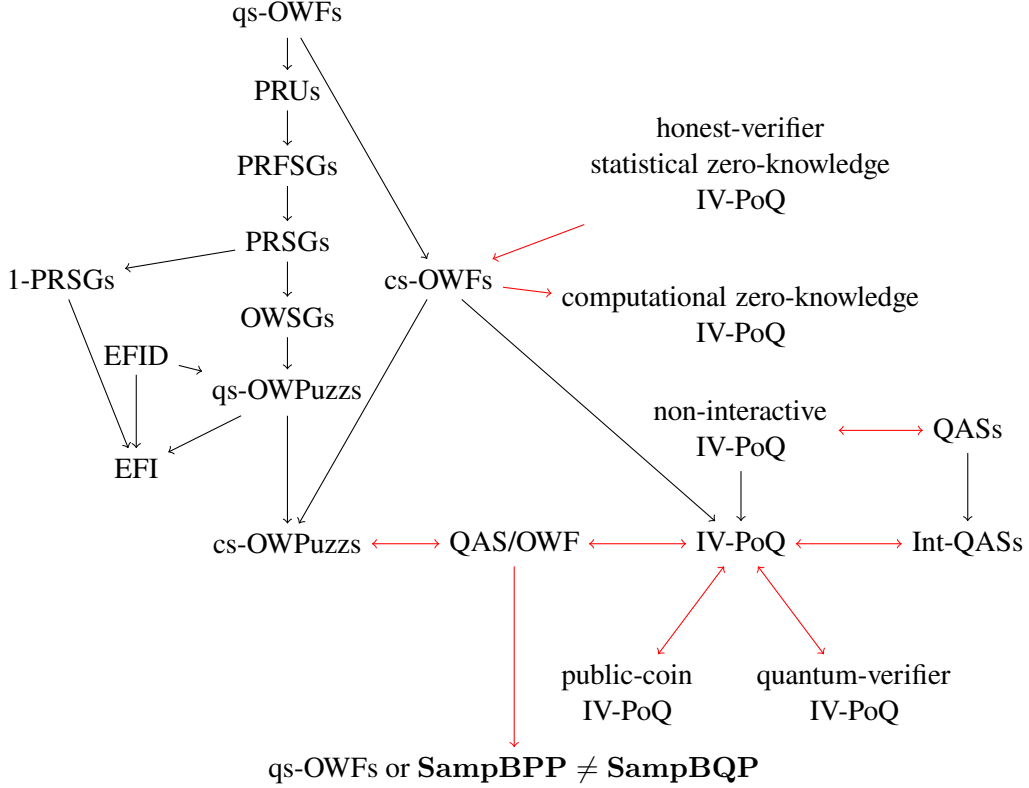 qs-OWFs
PRUs
honest-verifier
statistical zero-knowledge
IV-PoQ
PRFSGs
PRSGs
1-PRSGs
cs-OWFs
computational zero-knowledge
IV-PoQ
OWSGs
EFID
qs-OWPuzzs
non-interactive
IV-PoQ
QASs
EFI
cs-OWPuzzs
QAS/OWF
IV-PoQ
Int-QASs
public-coin
IV-PoQ
quantum-verifier
IV-PoQ
qs-OWFs or SampBPP ≠ SampBQP